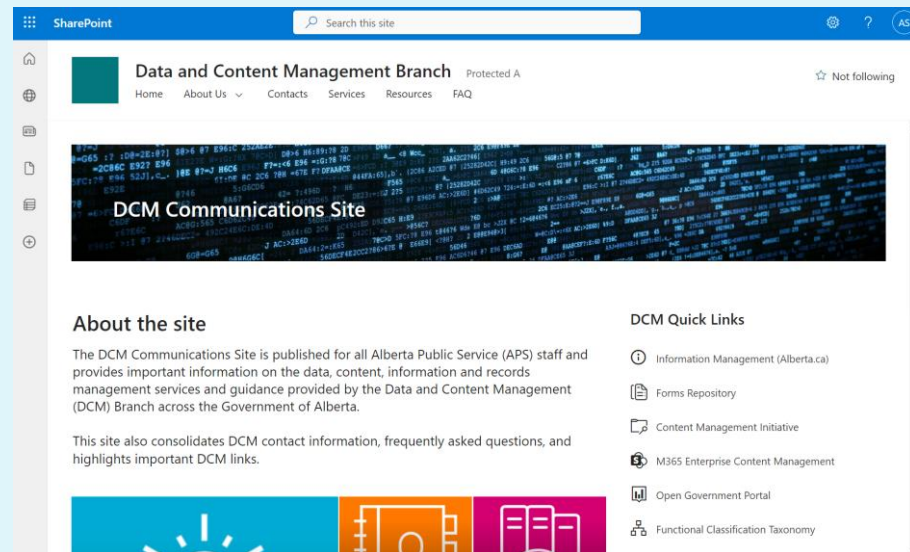 SharePoint
Search this site
?
AS
Data and Content Management Branch Protected A
Not following
Home About Us Contacts Services Resources FAQ
DCM Communications Site
About the site
The DCM Communications Site is published for all Alberta Public Service (APS) staff and
provides important information on the data, content, information and records
management services and guidance provided by the Data and Content Management
(DCM) Branch across the Government of Alberta.
This site also consolidates DCM contact information, frequently asked questions, and
highlights important DCM links.
DCM Quick Links
Information Management (Alberta.ca)
Forms Repository
Content Management Initiative
M365 Enterprise Content Management
Open Government Portal
Functional Classification Taxonomy